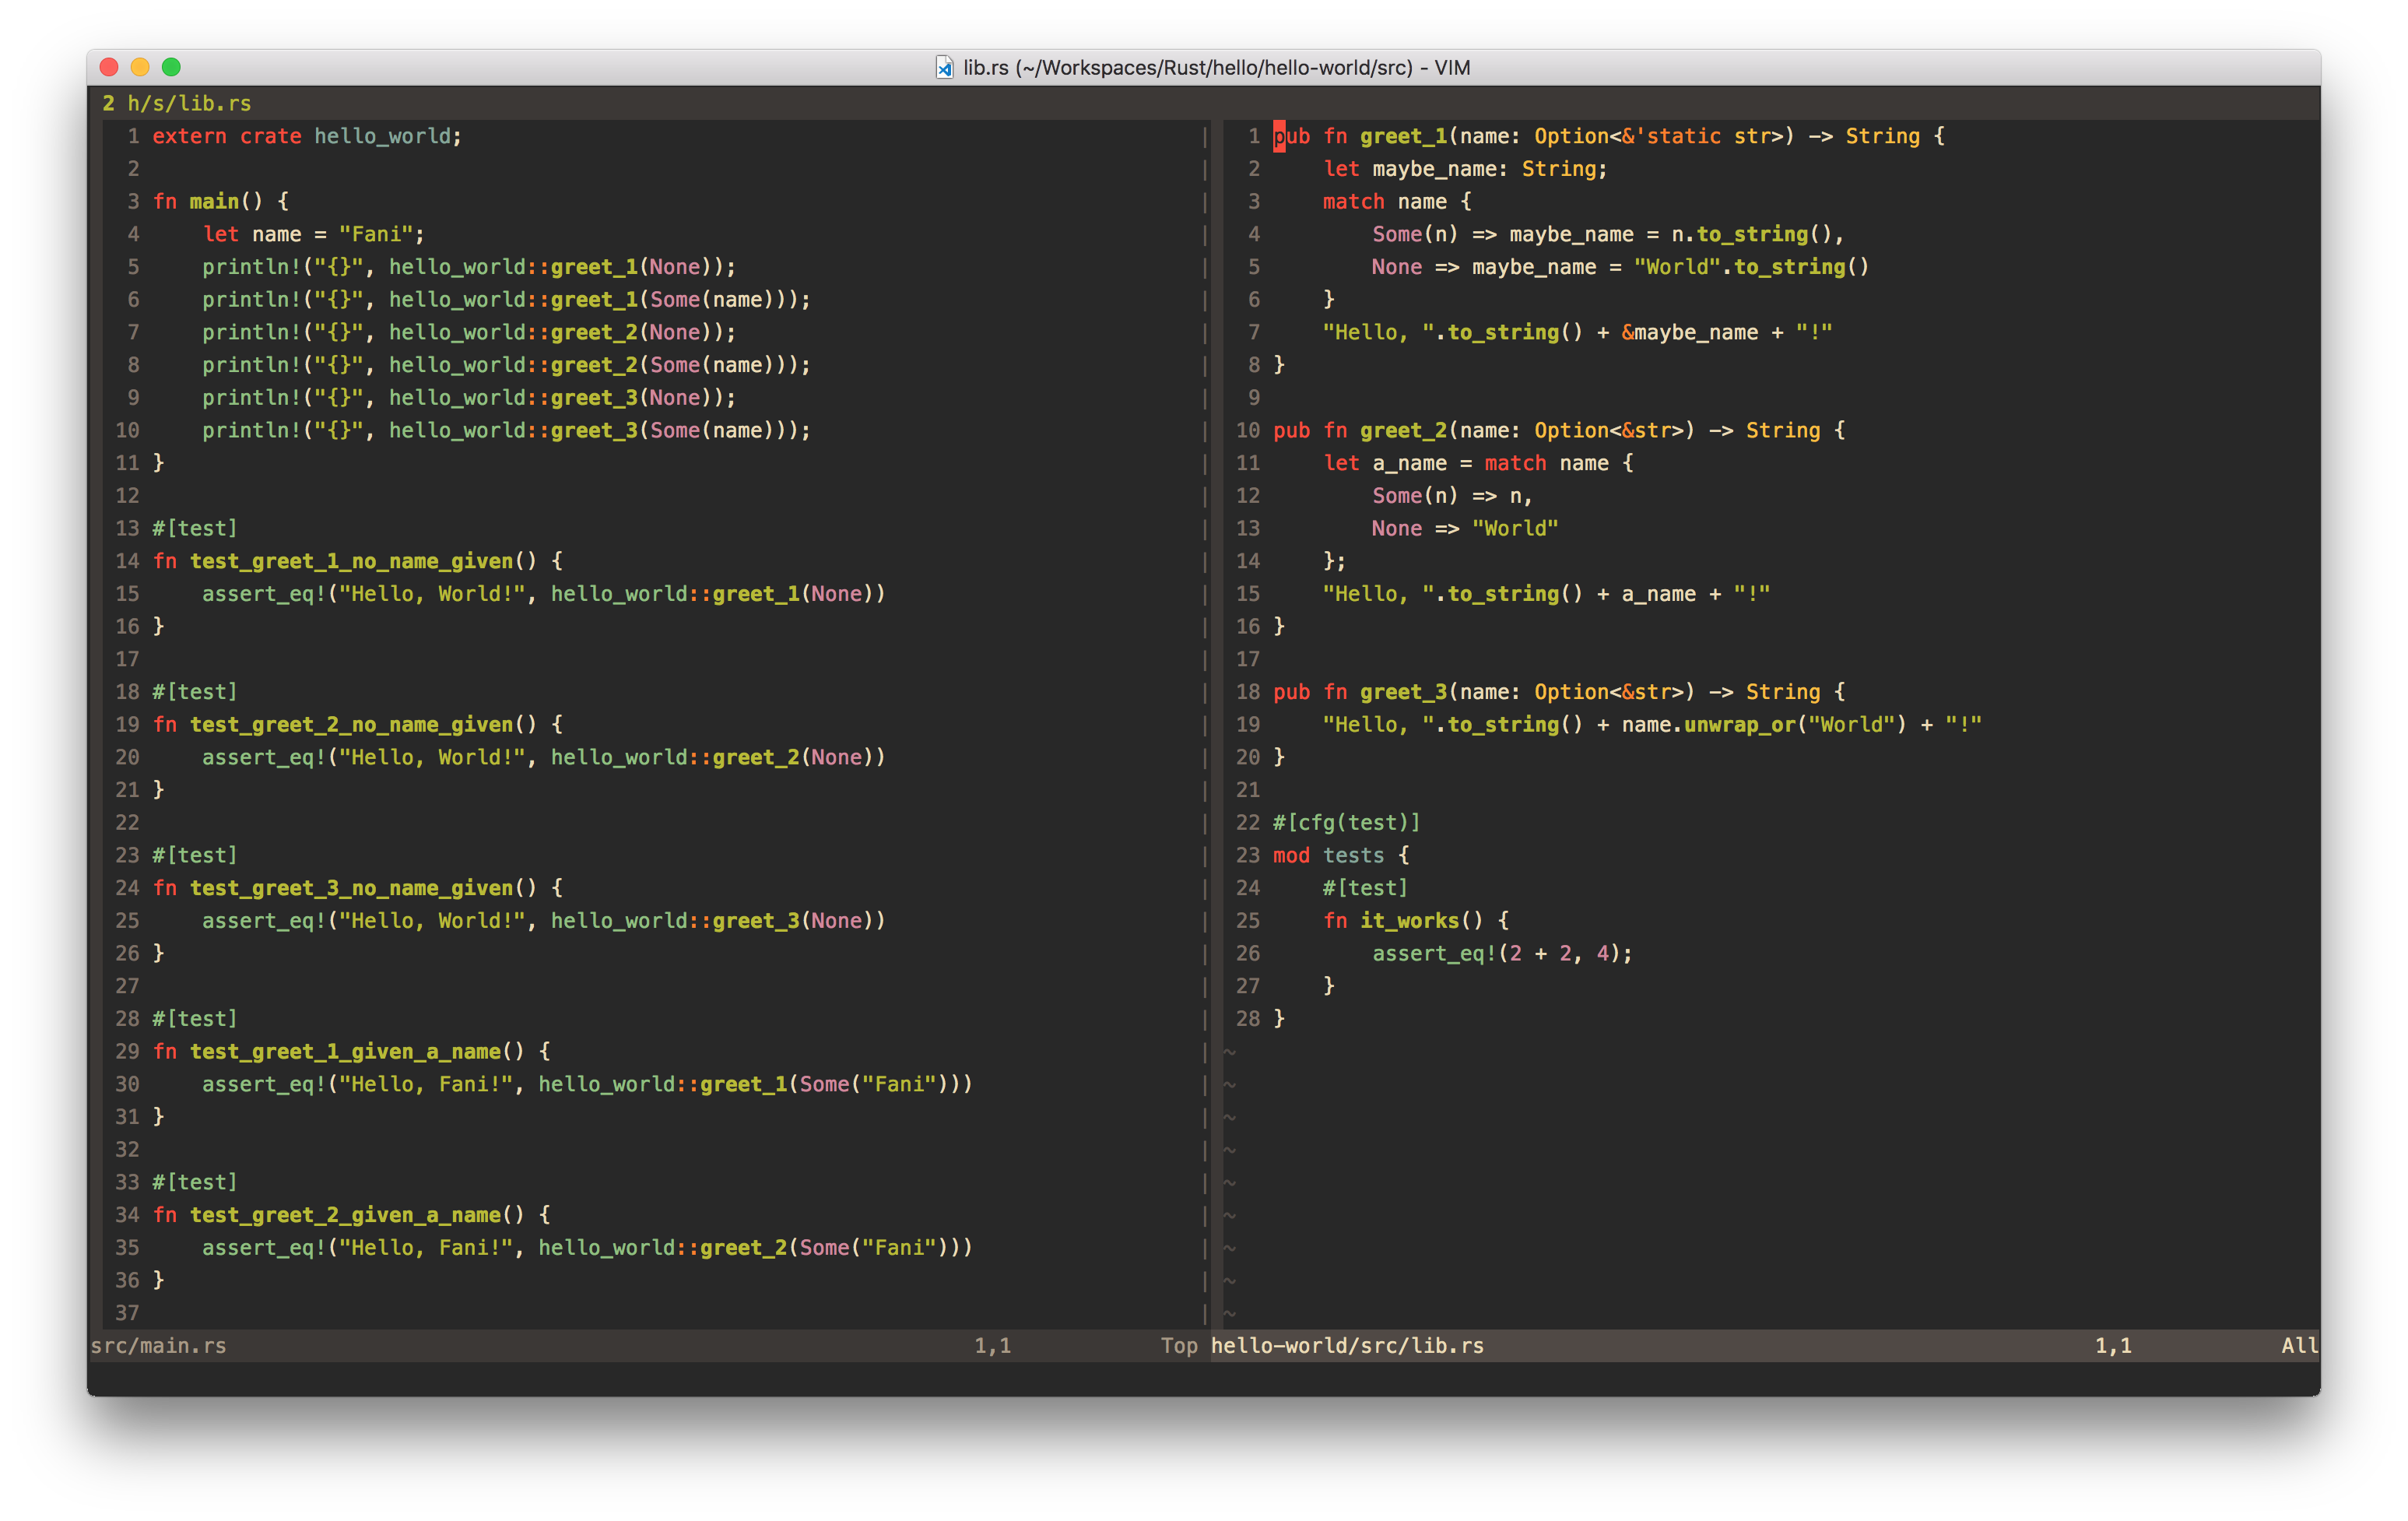 lib.rs (~/Workspaces/Rust/hello/hello-world/src) - VIM
2 h/s/lib.rs
1 extern crate hello_world;
2
3 fn main() {
4     let name = "Fani";
5     println!("{}", hello_world::greet_1(None));
6     println!("{}", hello_world::greet_1(Some(name)));
7     println!("{}", hello_world::greet_2(None));
8     println!("{}", hello_world::greet_2(Some(name)));
9     println!("{}", hello_world::greet_3(None));
10     println!("{}", hello_world::greet_3(Some(name)));
11 }
12
13 #[test]
14 fn test_greet_1_no_name_given() {
15     assert_eq!("Hello, World!", hello_world::greet_1(None))
16 }
17
18 #[test]
19 fn test_greet_2_no_name_given() {
20     assert_eq!("Hello, World!", hello_world::greet_2(None))
21 }
22
23 #[test]
24 fn test_greet_3_no_name_given() {
25     assert_eq!("Hello, World!", hello_world::greet_3(None))
26 }
27
28 #[test]
29 fn test_greet_1_given_a_name() {
30     assert_eq!("Hello, Fani!", hello_world::greet_1(Some("Fani")))
31 }
32
33 #[test]
34 fn test_greet_2_given_a_name() {
35     assert_eq!("Hello, Fani!", hello_world::greet_2(Some("Fani")))
36 }
37
src/main.rs 1,1 Top
1 pub fn greet_1(name: Option<&'static str>) -> String {
2     let maybe_name: String;
3     match name {
4         Some(n) => maybe_name = n.to_string(),
5         None => maybe_name = "World".to_string()
6     }
7     "Hello, ".to_string() + &maybe_name + "!"
8 }
9
10 pub fn greet_2(name: Option<&str>) -> String {
11     let a_name = match name {
12         Some(n) => n,
13         None => "World"
14     };
15     "Hello, ".to_string() + a_name + "!"
16 }
17
18 pub fn greet_3(name: Option<&str>) -> String {
19     "Hello, ".to_string() + name.unwrap_or("World") + "!"
20 }
21
22 #[cfg(test)]
23 mod tests {
24     #[test]
25     fn it_works() {
26         assert_eq!(2 + 2, 4);
27     }
28 }
~
~
~
~
~
~
~
~
~
hello-world/src/lib.rs 1,1 All